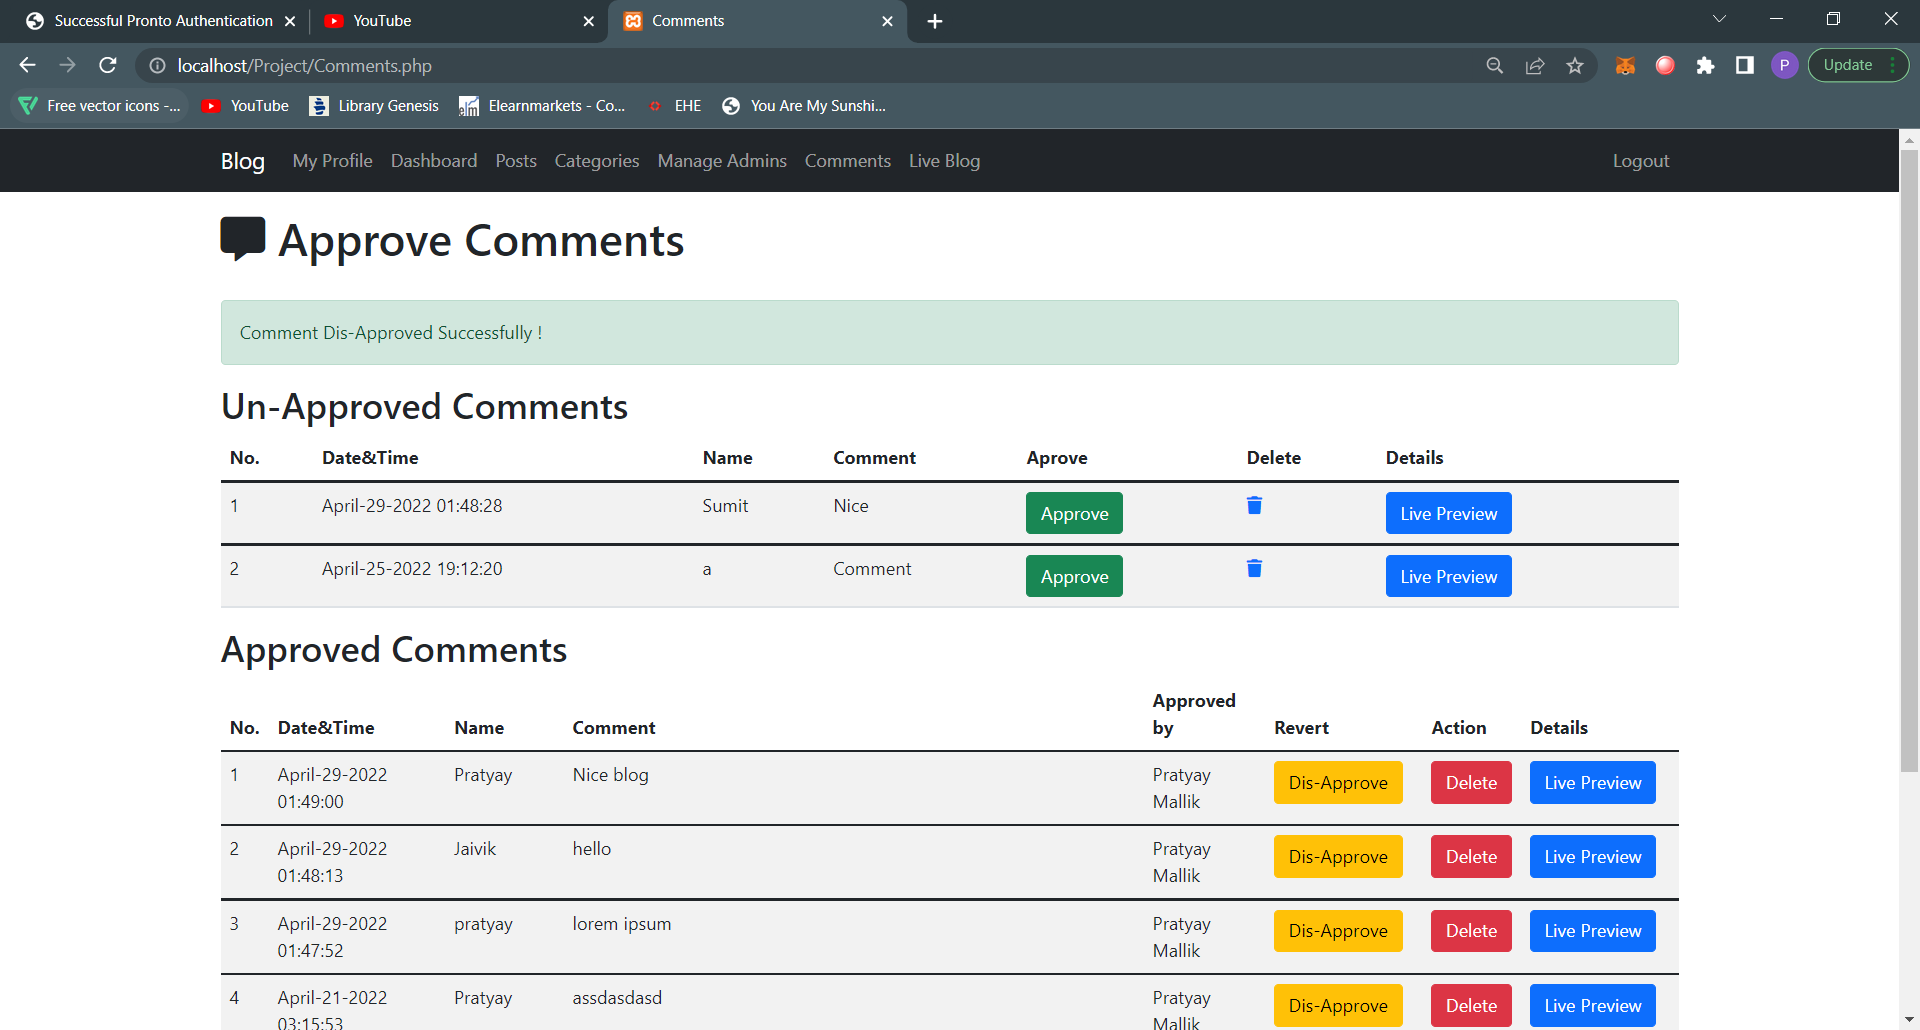 Successful Pronto Authentication
YouTube
Comments
localhost/Project/Comments.php
P
Update
Free vector icons -...
YouTube
Library Genesis
elm
Elearnmarkets - Co...
EHE
You Are My Sunshi...
Blog My Profile Dashboard Posts Categories Manage Admins Comments Live Blog Logout
Approve Comments
Comment Dis-Approved Successfully !
Un-Approved Comments
No. Date&Time Name Comment Aprove Delete Details
1 April-29-2022 01:48:28 Sumit Nice Approve Live Preview
2 April-25-2022 19:12:20 a Comment Approve Live Preview
Approved Comments
Approved
No. Date&Time Name Comment by Revert Action Details
1 April-29-2022 Pratyay Nice blog Pratyay Dis-Approve Delete Live Preview
01:49:00 Mallik
2 April-29-2022 Jaivik hello Pratyay Dis-Approve Delete Live Preview
01:48:13 Mallik
3 April-29-2022 pratyay lorem ipsum Pratyay Dis-Approve Delete Live Preview
01:47:52 Mallik
4 April-21-2022 Pratyay assdasdasd Pratyay Dis-Approve Delete Live Preview
03:15:53 Mallik